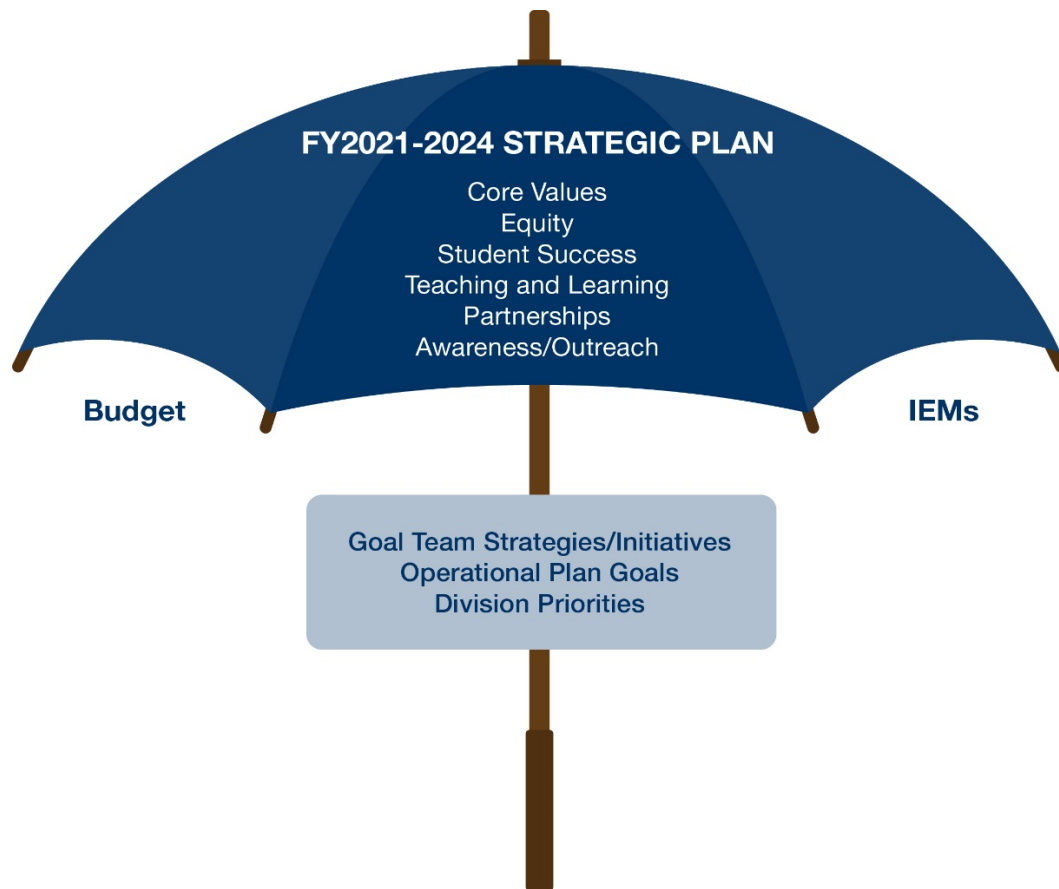 FY2021-2024 STRATEGIC PLAN
Core Values
Equity
Student Success
Teaching and Learning
Partnerships
Awareness/Outreach
Budget
IEMs
Goal Team Strategies/Initiatives
Operational Plan Goals
Division Priorities